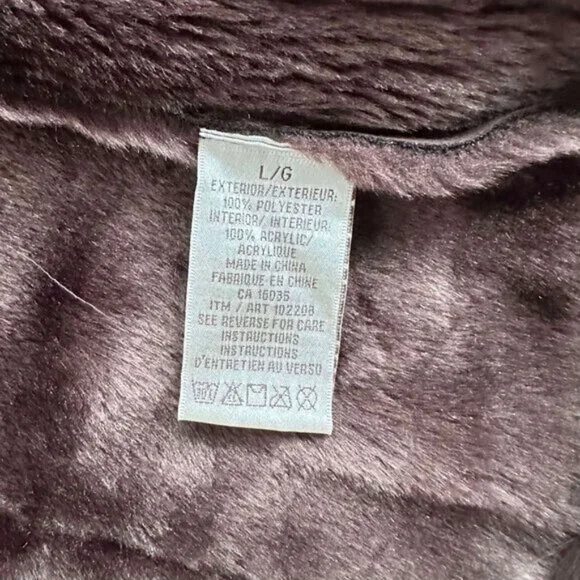 L/G
EXTERIOR/EXTERIEUR:
100% POLYESTER
INTERIOR/ INTERIEUR:
100% ACRYLIC/
ACRYLIQUE
MADE IN CHINA
FABRIQUE EN CHINE
CA 16036
ITM / ART 102208
SEE REVERSE FOR CARE
INSTRUCTIONS
INSTRUCTIONS
D'ENTRETIEN AU VERSO